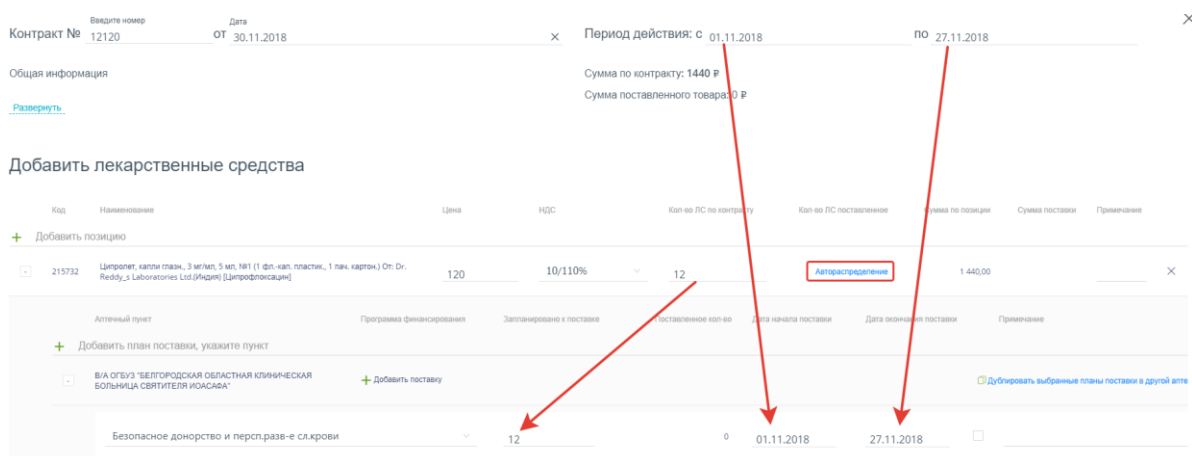 Введите номер Дата
Контракт № 12120 от 30.11.2018 Период действия: с 01.11.2018 по 27.11.2018
Общая информация Сумма по контракту: 1440 ₽
Сумма поставленного товара: 0 ₽
Развернуть
Добавить лекарственные средства
Код Наименование Цена НДС Кол-во ЛС по контракту Кол-во ЛС поставленное Сумма по позиции Сумма поставки Примечание
+ Добавить позицию
215732 Ципролет, капли глазн., 3 мг/мл, 5 мл, №1 (1 фл.-кап. пластик., 1 пач. картон.) От: Dr. 120 10/110% 12 Автораспределение 1 440,00
Reddy_s Laboratories Ltd.(Индия) [Ципрофлоксацин]
Аптечный пункт Программа финансирования Запланировано к поставке Поставленное кол-во Дата начала поставки Дата окончания поставки Примечание
+ Добавить план поставки, укажите пункт
В/А ОГБУЗ "БЕЛГОРОДСКАЯ ОБЛАСТНАЯ КЛИНИЧЕСКАЯ + Добавить поставку Дублировать выбранные планы поставки в другой апте
БОЛЬНИЦА СВЯТИТЕЛЯ ИОАСАФА"
Безопасное донорство и персп.разв-е сл.крови 12 0 01.11.2018 27.11.2018